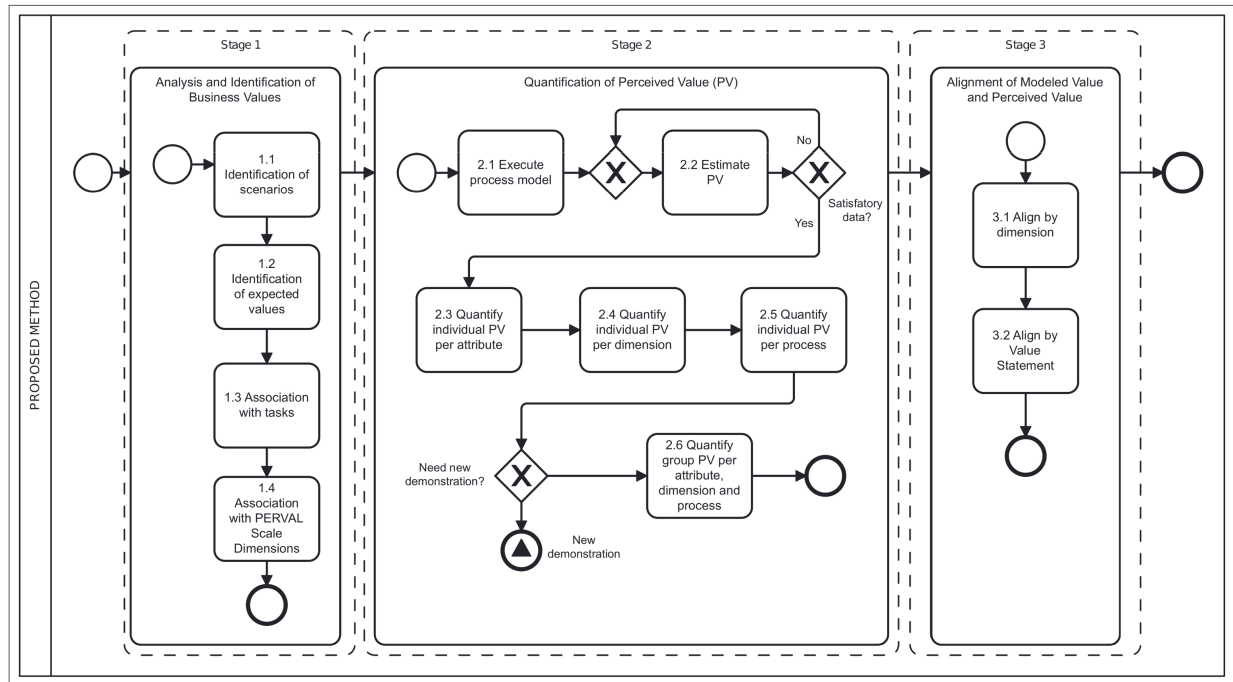 PROPOSED METHOD
Stage 1
Analysis and Identification of
Business Values
1.1
Identification of
scenarios
1.2
Identification
of expected
values
1.3 Association
with tasks
1.4
Association
with PERVAL
Scale
Dimensions
Stage 2
Quantification of Perceived Value (PV)
2.1 Execute
process model
X
2.2 Estimate
PV
No
X
Satisfatory
data?
Yes
2.3 Quantify
individual PV
per attribute
2.4 Quantify
individual PV
per dimension
2.5 Quantify
individual PV
per process
Need new
demonstration?
X
2.6 Quantify
group PV per
attribute,
dimension and
process
New
demonstration
Stage 3
Alignment of Modeled Value
and Perceived Value
3.1 Align by
dimension
3.2 Align by
Value
Statement